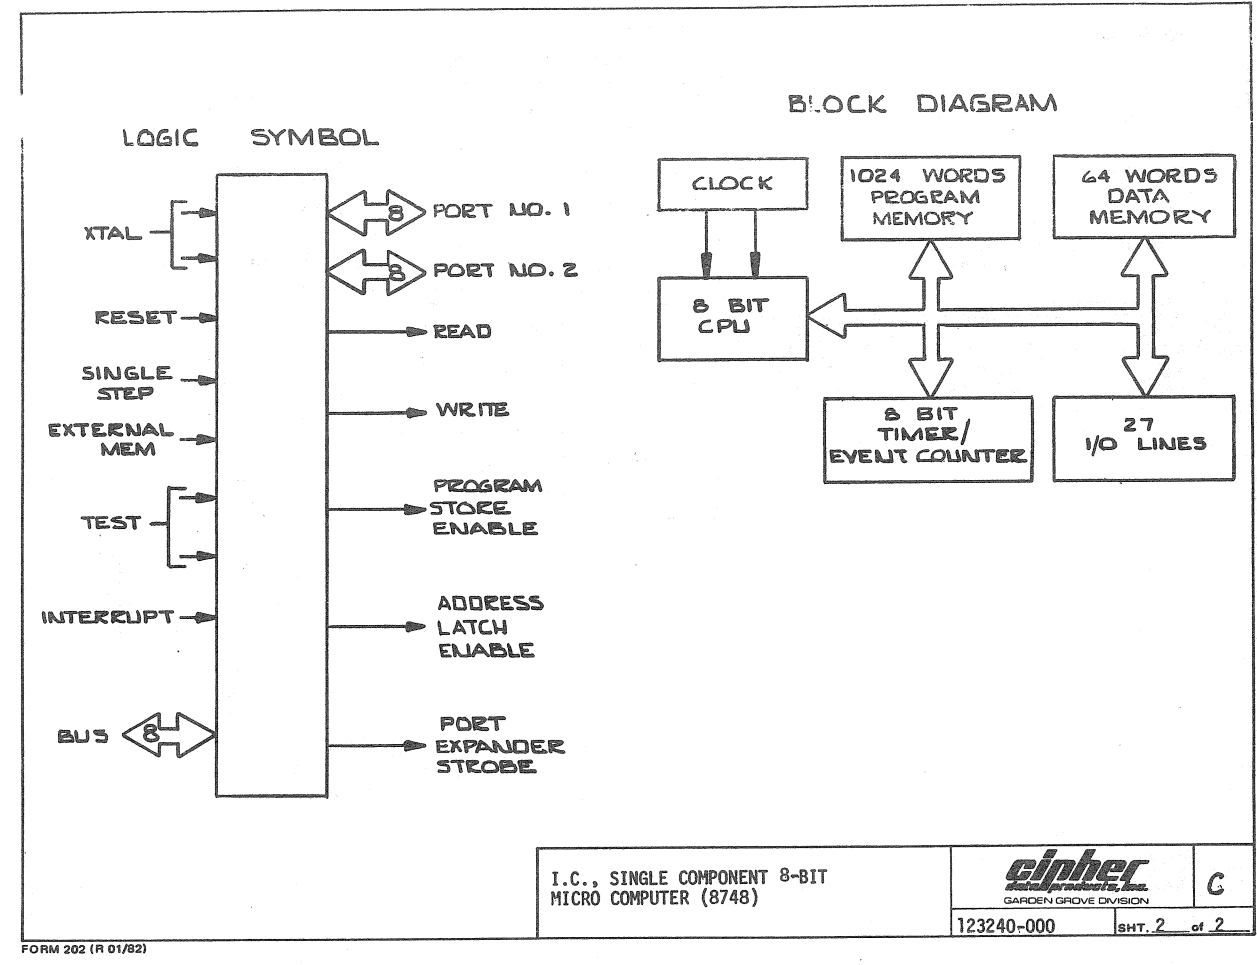 LOGIC SYMBOL
XTAL
RESET
SINGLE
STEP
EXTERNAL
MEM
TEST
INTERRUPT
BUS
8
8
PORT NO. 1
8
PORT NO. 2
READ
WRITE
PROGRAM
STORE
ENABLE
ADDRESS
LATCH
ENABLE
PORT
EXPANDER
STROBE
BLOCK DIAGRAM
CLOCK
1024 WORDS
PROGRAM
MEMORY
64 WORDS
DATA
MEMORY
8 BIT
CPU
8 BIT
TIMER/
EVENT COUNTER
27
I/O LINES
I.C., SINGLE COMPONENT 8-BIT
MICRO COMPUTER (8748)
cipher
data products, inc.
GARDEN GROVE DIVISION
C
123240-000
SHT. 2 of 2
FORM 202 (R 01/82)